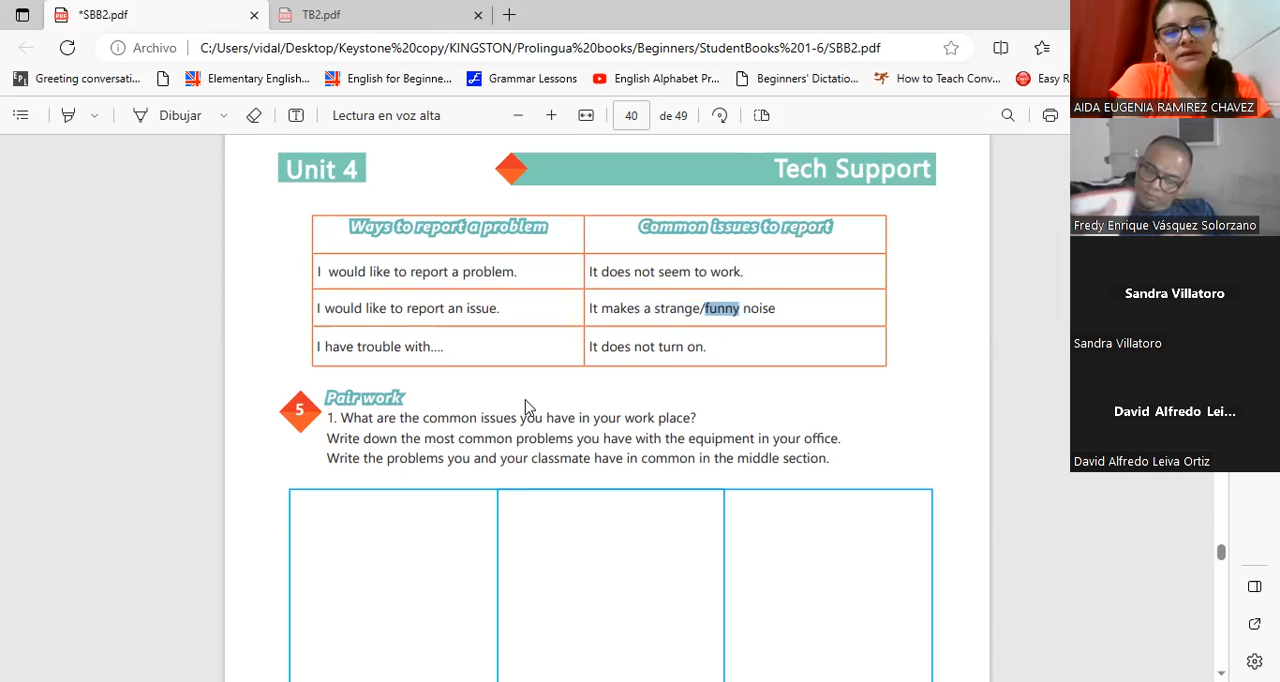 *SBB2.pdf
TB2.pdf
Archivo
C:/Users/vidal/Desktop/Keystone%20copy/KINGSTON/Prolingua%20books/Beginners/StudentBooks%201-6/SBB2.pdf
Greeting conversati...
Elementary English...
English for Beginne...
Grammar Lessons
English Alphabet Pr...
Beginners' Dictatio...
How to Teach Conv...
Easy R
Dibujar
Lectura en voz alta
40
de 49
Unit 4
Tech Support
Ways to report a problem
Common issues to report
I would like to report a problem.
It does not seem to work.
I would like to report an issue.
It makes a strange/funny noise
I have trouble with....
It does not turn on.
5
Pair work
1. What are the common issues you have in your work place?
Write down the most common problems you have with the equipment in your office.
Write the problems you and your classmate have in common in the middle section.
AIDA EUGENIA RAMIREZ CHAVEZ
Fredy Enrique Vásquez Solorzano
Sandra Villatoro
Sandra Villatoro
David Alfredo Lei...
David Alfredo Leiva Ortiz